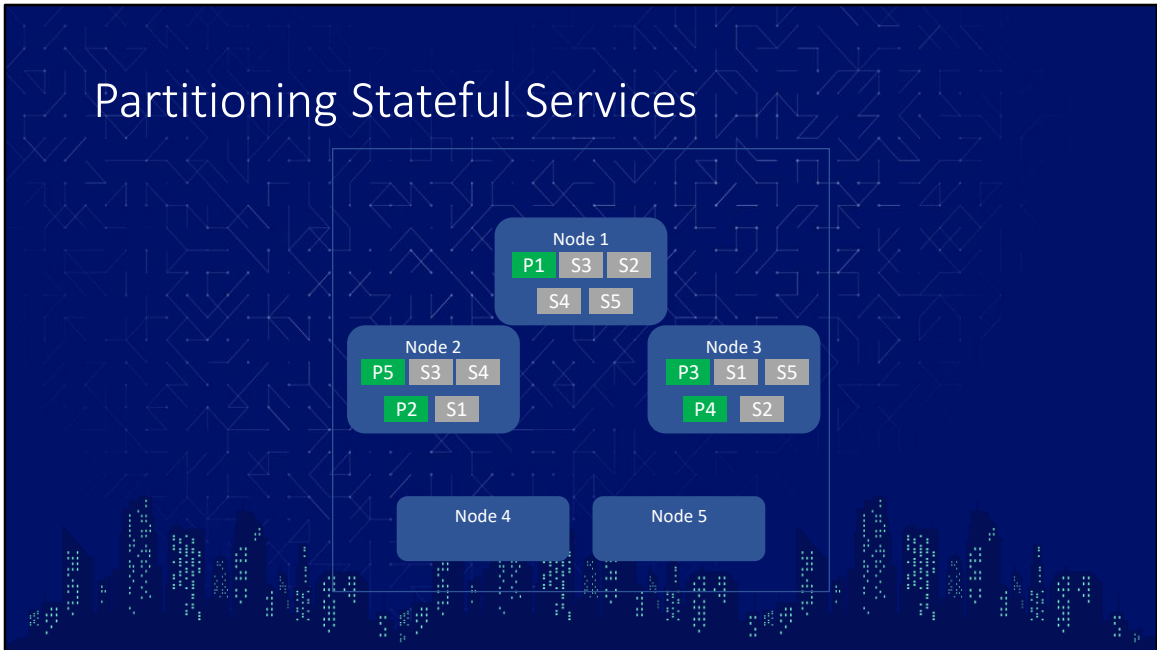 Partitioning Stateful Services
Node 1
P1 S3 S2
S4 S5
Node 2
P5 S3 S4
P2 S1
Node 3
P3 S1 S5
P4 S2
Node 4
Node 5